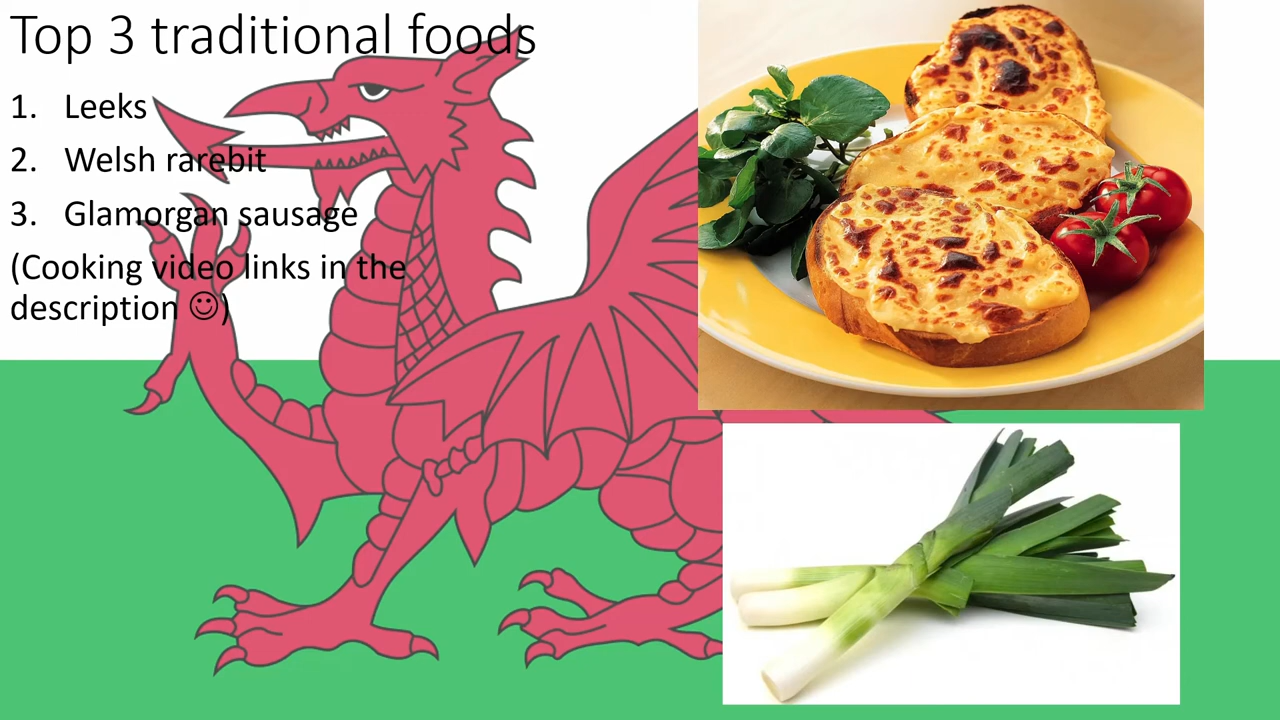 Top 3 traditional foods
1. Leeks
2. Welsh rarebit
3. Glamorgan sausage
(Cooking video links in the
description ☺)